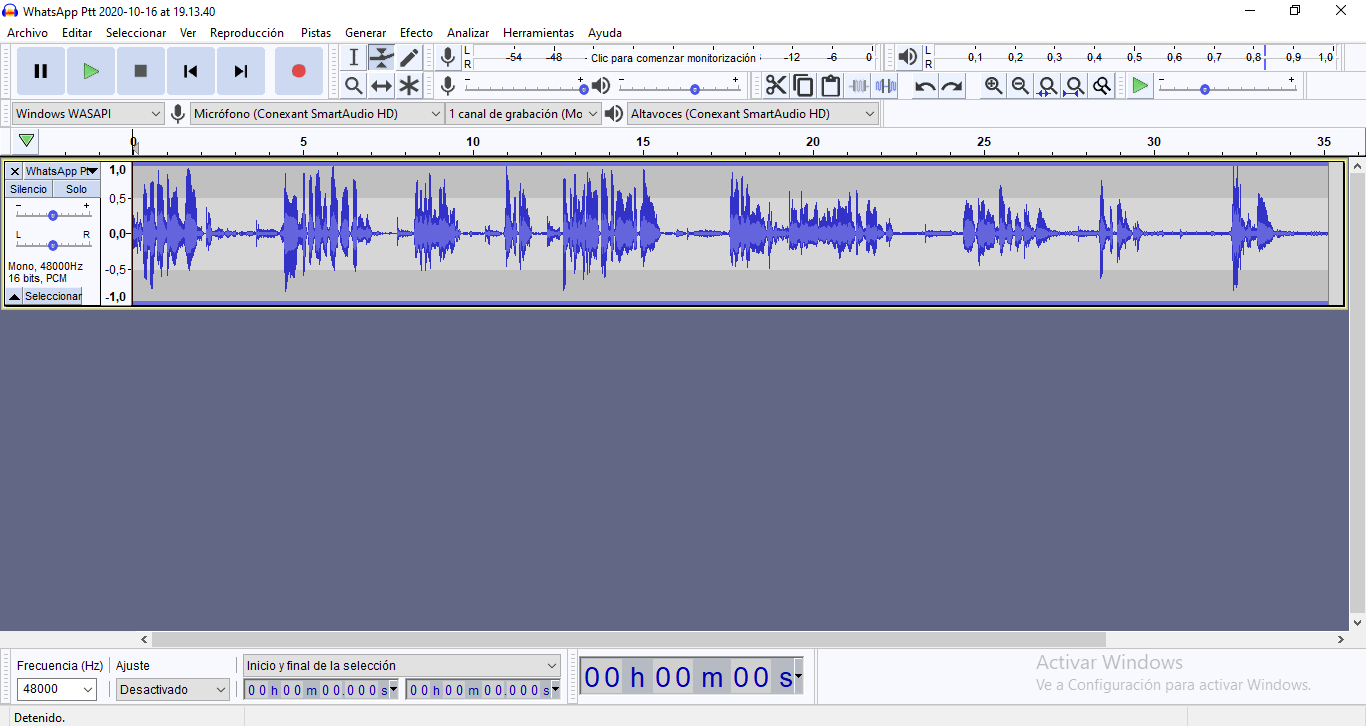 WhatsApp Ptt 2020-10-16 at 19.13.40
Archivo Editar Seleccionar Ver Reproducción Pistas Generar Efecto Analizar Herramientas Ayuda
L -54 -48 - Clic para comenzar monitorización -12 -6 0 L 0,1 0,2 0,3 0,4 0,5 0,6 0,7 0,8 0,9 1,0
R R
- + - + - +
Windows WASAPI Micrófono (Conexant SmartAudio HD) 1 canal de grabación (Mo Altavoces (Conexant SmartAudio HD)
0 5 10 15 20 25 30 35
WhatsApp Pt 1,0
Silencio Solo 0,5
- +
L R 0,0
Mono, 48000Hz -0,5
16 bits, PCM
Seleccionar -1,0
Frecuencia (Hz) Ajuste Inicio y final de la selección
48000 Desactivado 00 h 00 m 00.000 s 00 h 00 m 00.000 s 00 h 00 m 00 s
Activar Windows
Ve a Configuración para activar Windows.
Detenido.